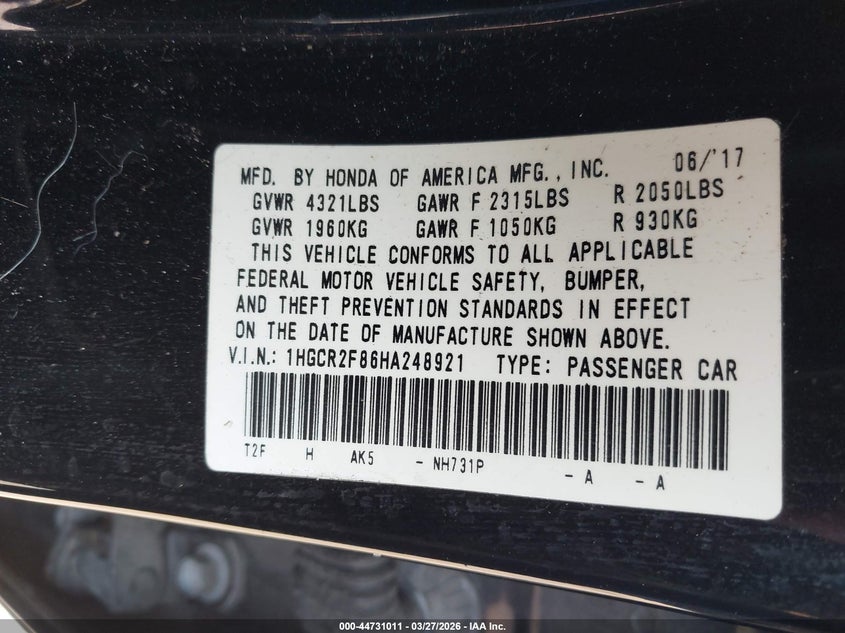 MFD. BY HONDA OF AMERICA MFG., INC. 06/'17
GVWR 4321LBS GAWR F 2315LBS R 2050LBS
GVWR 1960KG GAWR F 1050KG R 930KG
THIS VEHICLE CONFORMS TO ALL APPLICABLE
FEDERAL MOTOR VEHICLE SAFETY, BUMPER,
AND THEFT PREVENTION STANDARDS IN EFFECT
ON THE DATE OF MANUFACTURE SHOWN ABOVE.
V.I.N.: 1HGCR2F86HA248921 TYPE: PASSENGER CAR
T2F H AK5 - NH731P - A - A
000-44731011 — 03/27/2026 — IAA Inc.